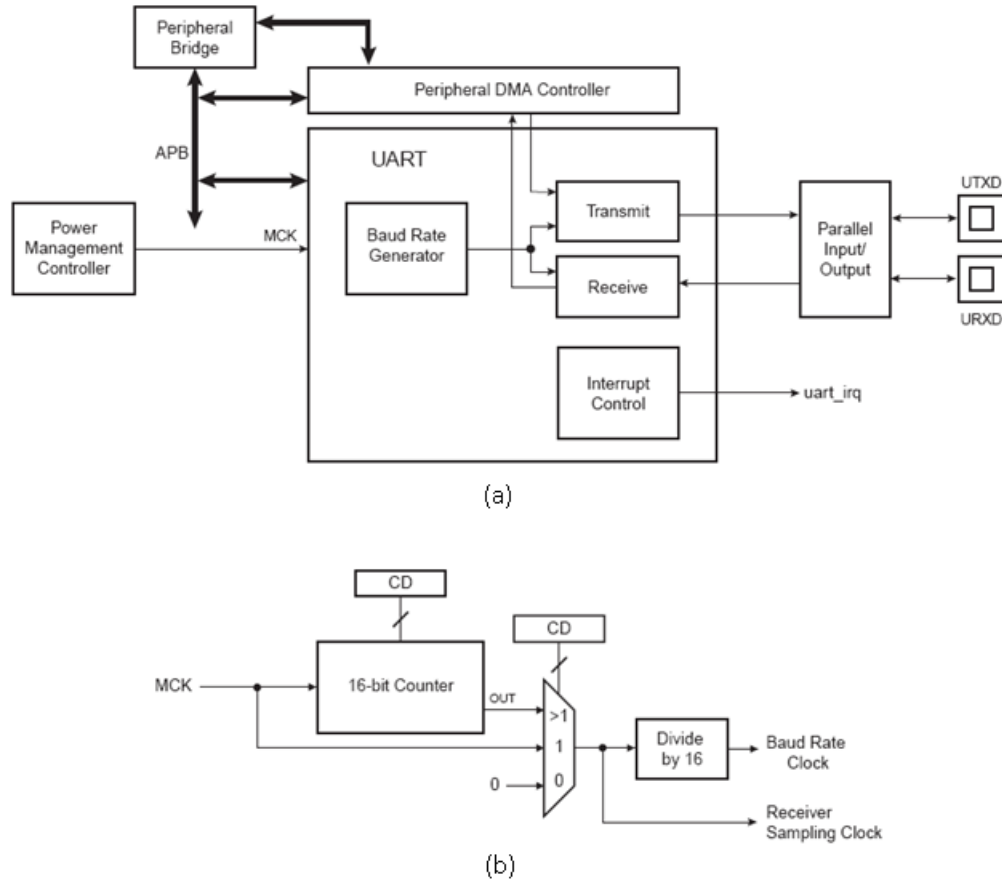 Peripheral
Bridge
Peripheral DMA Controller
APB
UART
UTXD
Transmit
Power
Management
Controller
MCK
Baud Rate
Generator
Parallel
Input/
Output
Receive
URXD
Interrupt
Control
uart_irq
(a)
CD
CD
MCK
16-bit Counter
OUT
>1
1
0
0
Divide
by 16
Baud Rate
Clock
Receiver
Sampling Clock
(b)